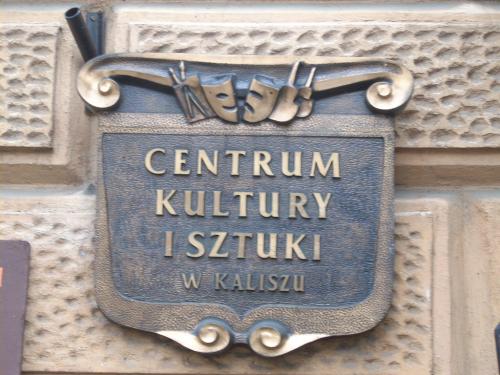 CENTRUM
KULTURY
I SZTUKI
W KALISZU